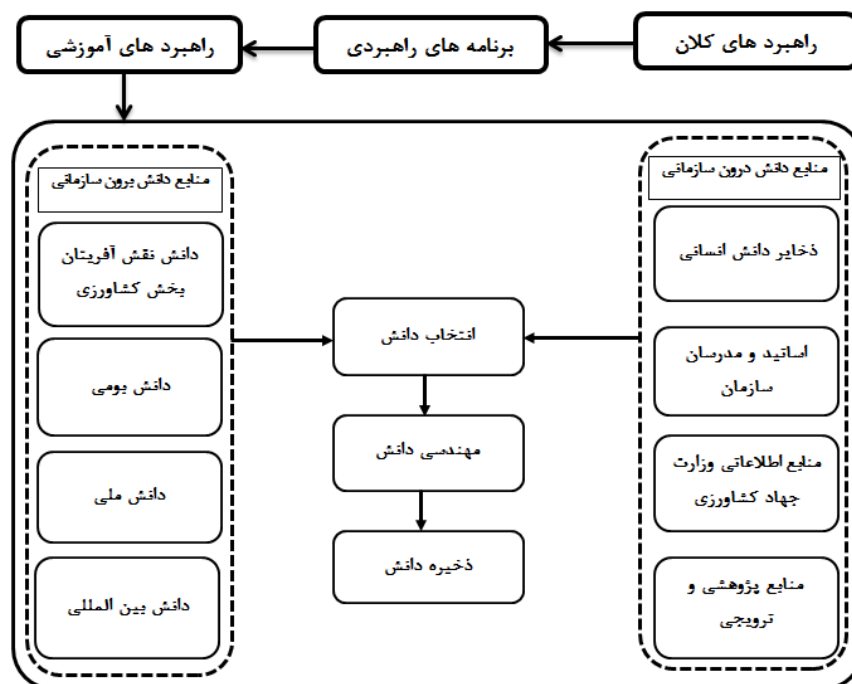 راهبرد های کلان
برنامه های راهبردی
راهبرد های آموزشی
منابع دانش درون سازمانی
ذخایر دانش انسانی
اساتید و مدرسان
سازمان
منابع اطلاعاتی وزارت
جهاد کشاورزی
منابع پژوهشی و
ترویجی
انتخاب دانش
مهندسی دانش
ذخیره دانش
منابع دانش برون سازمانی
دانش نقش آفرینان
بخش کشاورزی
دانش بومی
دانش ملی
دانش بین المللی